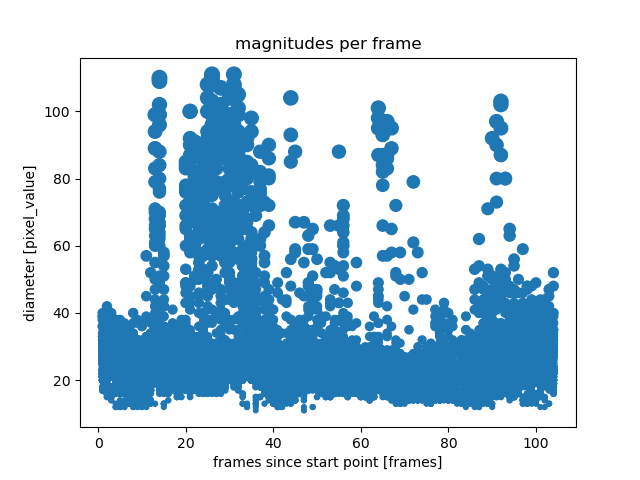 magnitudes per frame
diameter [pixel_value]
100
80
60
40
20
0 20 40 60 80 100
frames since start point [frames]